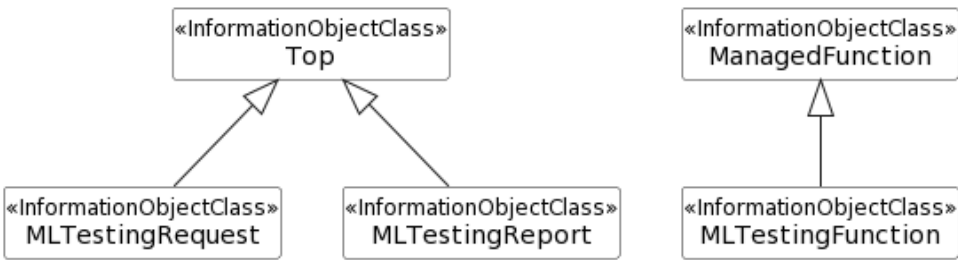 «InformationObjectClass»
Top
«InformationObjectClass»
ManagedFunction
«InformationObjectClass»
MLTestingRequest
«InformationObjectClass»
MLTestingReport
«InformationObjectClass»
MLTestingFunction